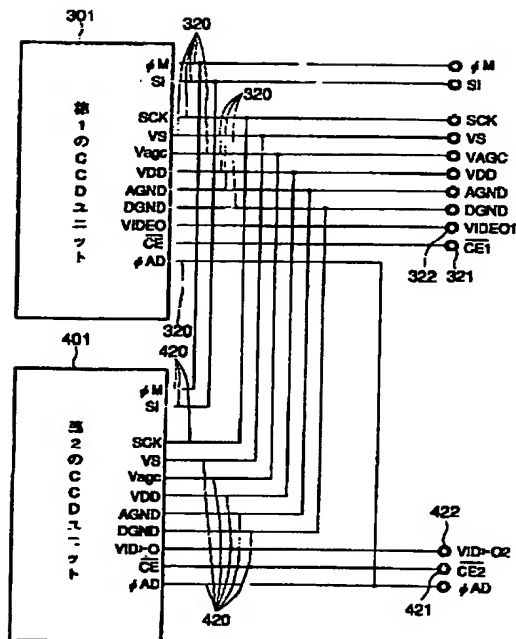 301
320
φM
φM
SI
SI
320
SCK
SCK
VS
VS
Vagc
VAGC
VDD
VDD
AGND
AGND
DGND
DGND
VIDEO
VIDEO1
CE
CE1
φAD
322
321
320
第1のCCDユニット
401
420
φM
SI
SCK
VS
Vagc
VDD
AGND
DGND
422
VIDEO
VIDEO2
CE
CE2
φAD
φAD
421
420
第2のCCDユニット